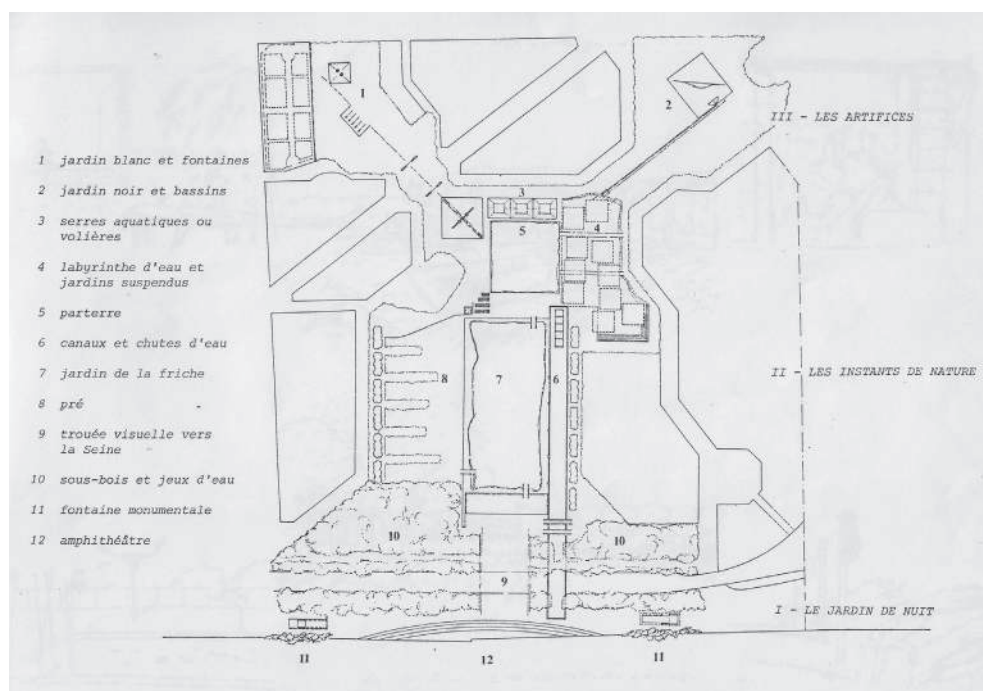 1 jardin blanc et fontaines
2 jardin noir et bassins
3 serres aquatiques ou
volières
4 labyrinthe d'eau et
jardins suspendus
5 parterre
6 canaux et chutes d'eau
7 jardin de la friche
8 pré
9 trouée visuelle vers
la Seine
10 sous-bois et jeux d'eau
11 fontaine monumentale
12 amphithéâtre
1
2
3
4
5
6
7
8
9
10
10
11
12
11
III - LES ARTIFICES
II - LES INSTANTS DE NATURE
I - LE JARDIN DE NUIT